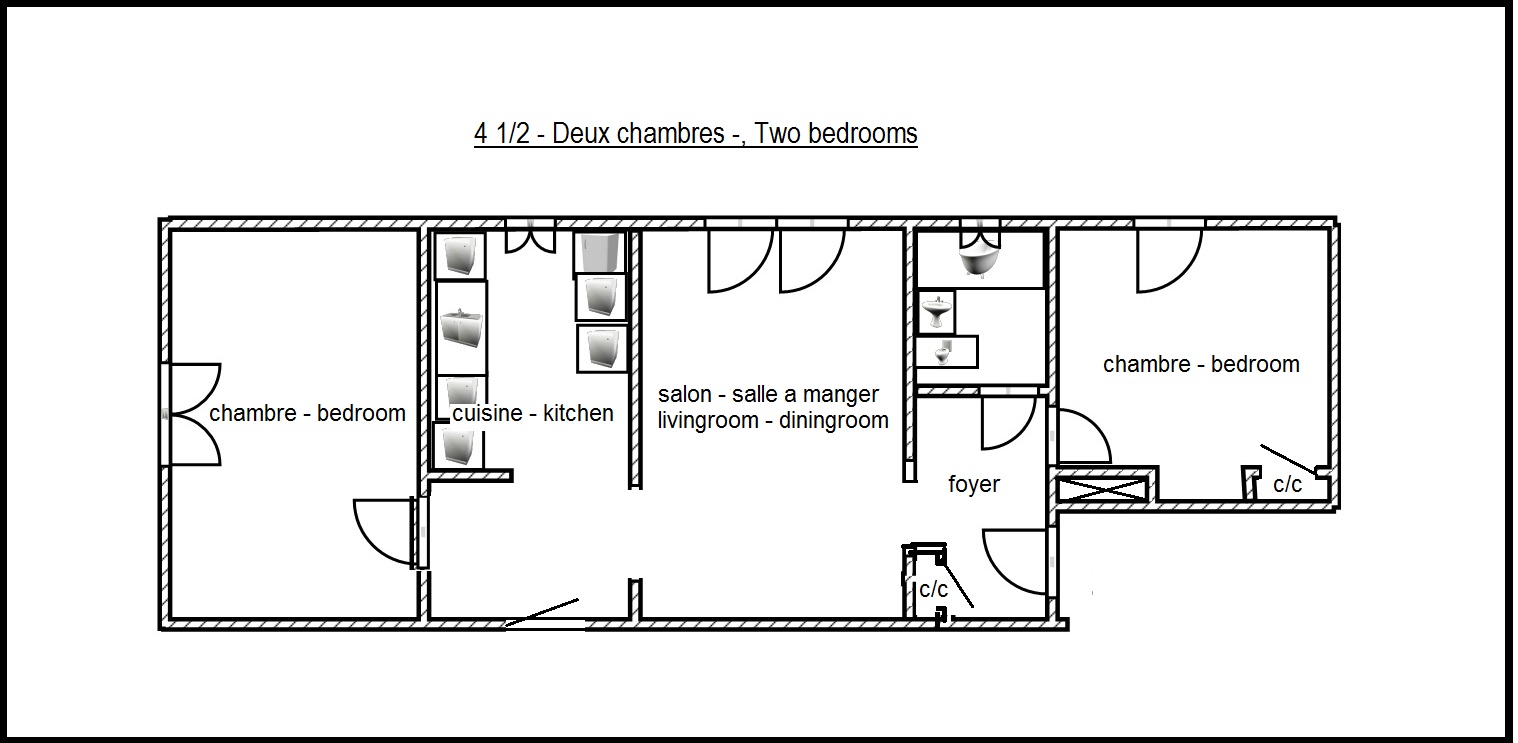 4 1/2 - Deux chambres -, Two bedrooms
chambre - bedroom
cuisine - kitchen
salon - salle a manger
livingroom - diningroom
foyer
c/c
chambre - bedroom
c/c